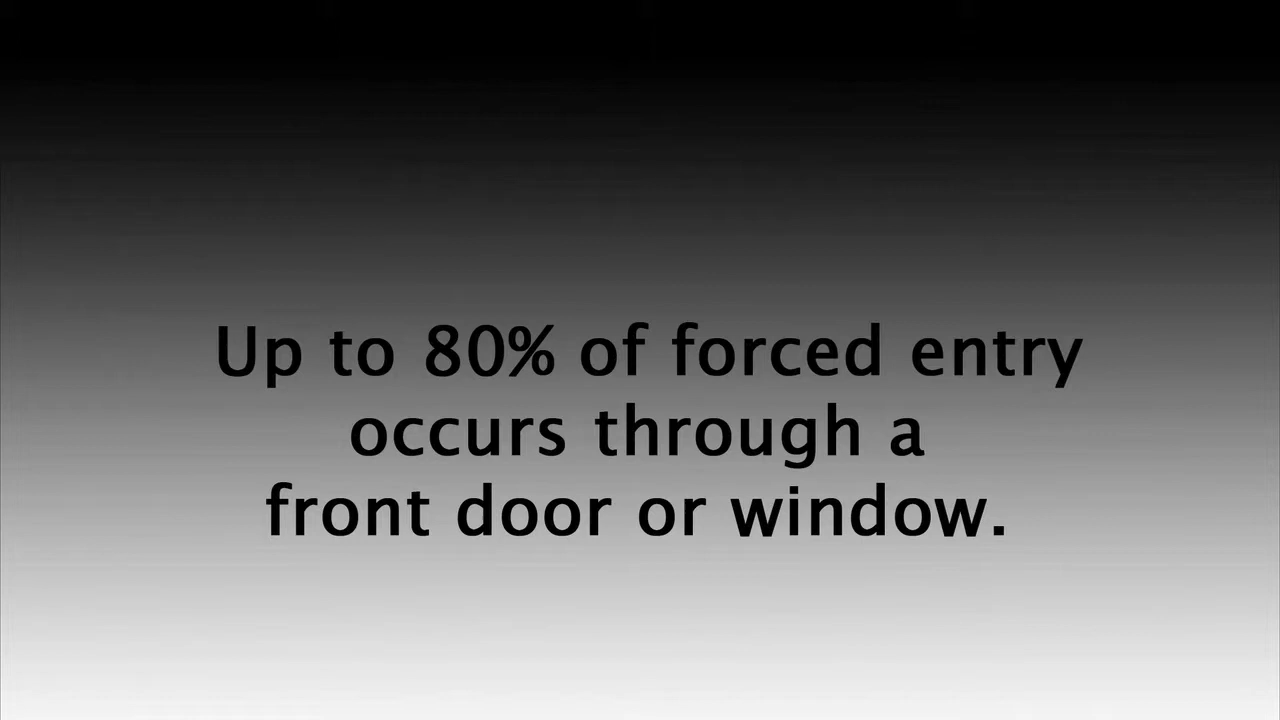 Up to 80% of forced entry
occurs through a
front door or window.